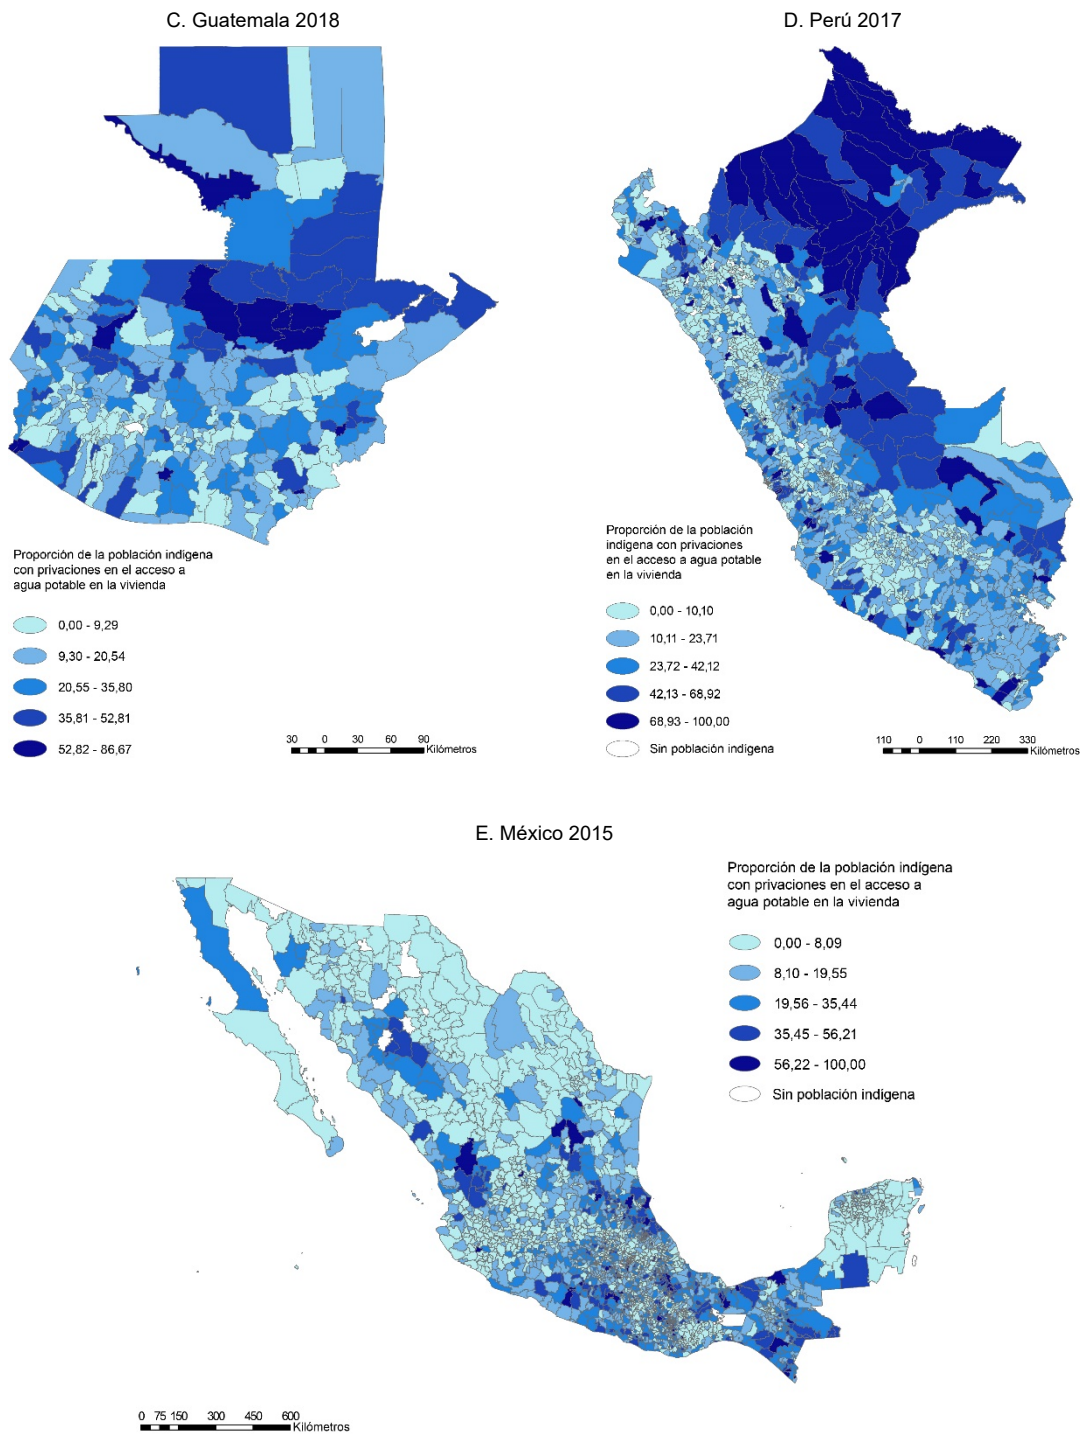 C. Guatemala 2018
Proporción de la población indígena
con privaciones en el acceso a
agua potable en la vivienda
0,00 - 9,29
9,30 - 20,54
20,55 - 35,80
35,81 - 52,81
52,82 - 86,67
30 0 30 60 90
Kilómetros
D. Perú 2017
Proporción de la población
indígena con privaciones
en el acceso a agua potable
en la vivienda
0,00 - 10,10
10,11 - 23,71
23,72 - 42,12
42,13 - 68,92
68,93 - 100,00
Sin población indígena
110 0 110 220 330
Kilómetros
E. México 2015
Proporción de la población indígena
con privaciones en el acceso a
agua potable en la vivienda
0,00 - 8,09
8,10 - 19,55
19,56 - 35,44
35,45 - 56,21
56,22 - 100,00
Sin población indígena
0 75 150 300 450 600
Kilómetros